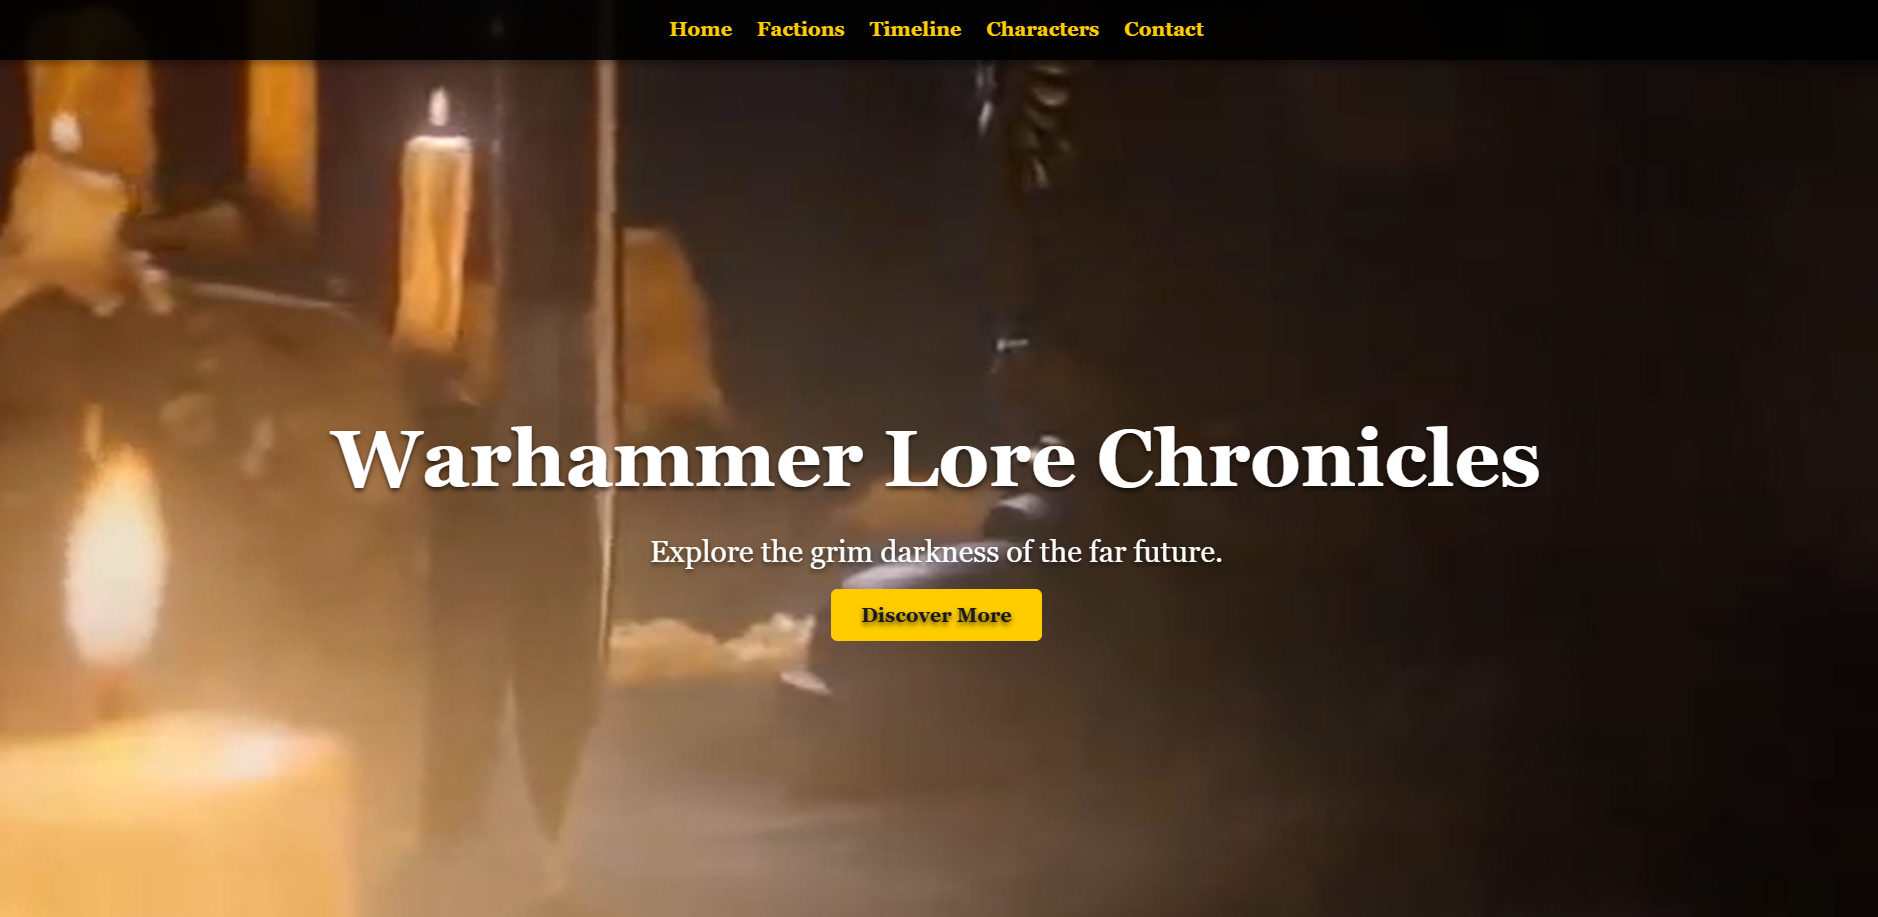 Home Factions Timeline Characters Contact
Warhammer Lore Chronicles
Explore the grim darkness of the far future.
Discover More